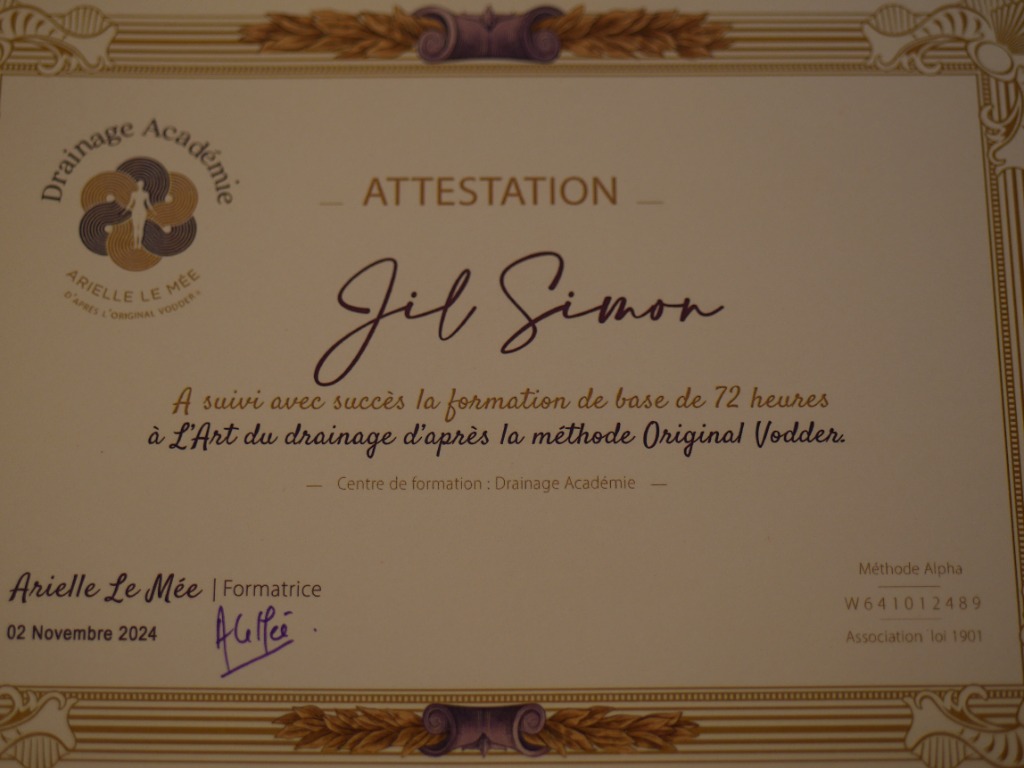 Drainage Académie
ARIELLE LE MÉE
D'APRÈS L'ORIGINAL VODDER®
ATTESTATION
Jil Simon
A suivi avec succès la formation de base de 72 heures
à L'Art du drainage d'après la méthode Original Vodder.
— Centre de formation : Drainage Académie —
Arielle Le Mée | Formatrice
02 Novembre 2024
A Le Mée
Méthode Alpha
W641012489
Association loi 1901